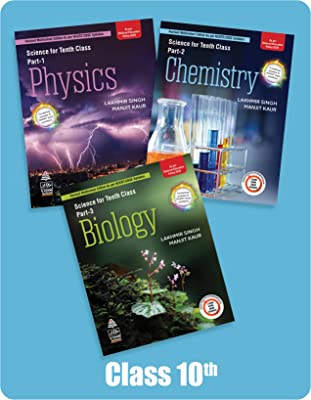 Science for Tenth Class
Part-1
Physics
LAKHMIR SINGH
MANJIT KAUR
Science for Tenth Class
Part-2
Chemistry
LAKHMIR SINGH
MANJIT KAUR
Science for Tenth Class
Part-3
Biology
LAKHMIR SINGH
MANJIT KAUR
Class 10th